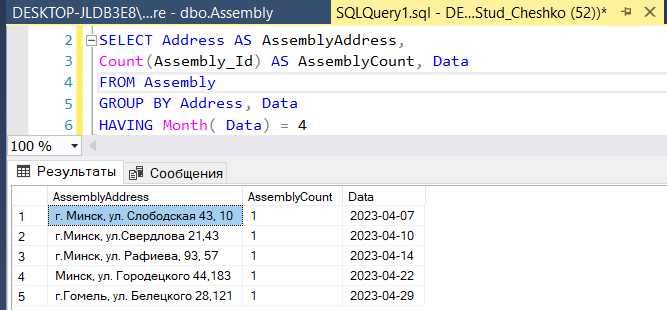 DESKTOP-JLDB3E8\...re - dbo.Assembly SQLQuery1.sql - DE...Stud_Cheshko (52))*
2 SELECT Address AS AssemblyAddress,
3 Count(Assembly_Id) AS AssemblyCount, Data
4 FROM Assembly
5 GROUP BY Address, Data
6 HAVING Month( Data) = 4
100 %
Результаты Сообщения
AssemblyAddress AssemblyCount Data
1 г. Минск, ул. Слободская 43, 10 1 2023-04-07
2 г.Минск, ул.Свердлова 21,43 1 2023-04-10
3 г.Минск, ул. Рафиева, 93, 57 1 2023-04-14
4 Минск, ул. Городецкого 44,183 1 2023-04-22
5 г.Гомель, ул. Белецкого 28,121 1 2023-04-29